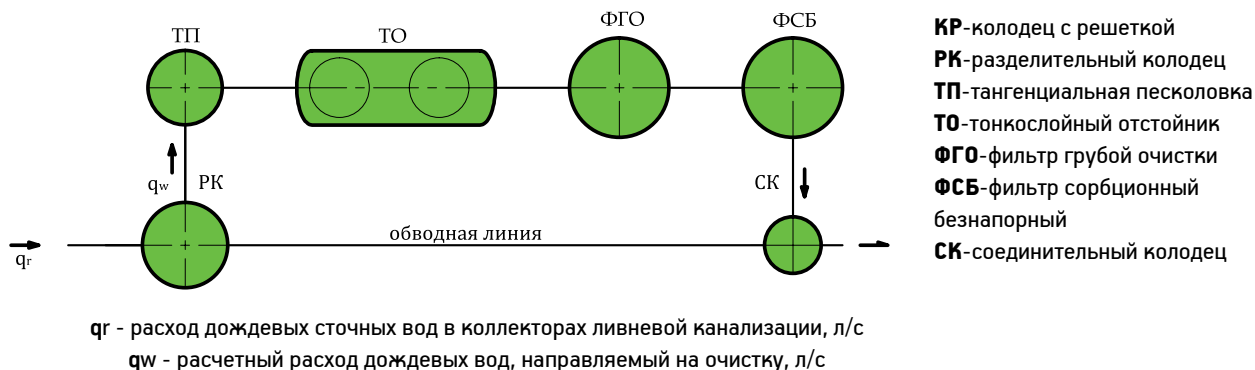 ТП
ТО
ФГО
ФСБ
qw
РК
СК
обводная линия
qr
КР-колодец с решеткой
РК-разделительный колодец
ТП-тангенциальная песколовка
ТО-тонкослойный отстойник
ФГО-фильтр грубой очистки
ФСБ-фильтр сорбционный
безнапорный
СК-соединительный колодец
qr - расход дождевых сточных вод в коллекторах ливневой канализации, л/с
qw - расчетный расход дождевых вод, направляемый на очистку, л/с